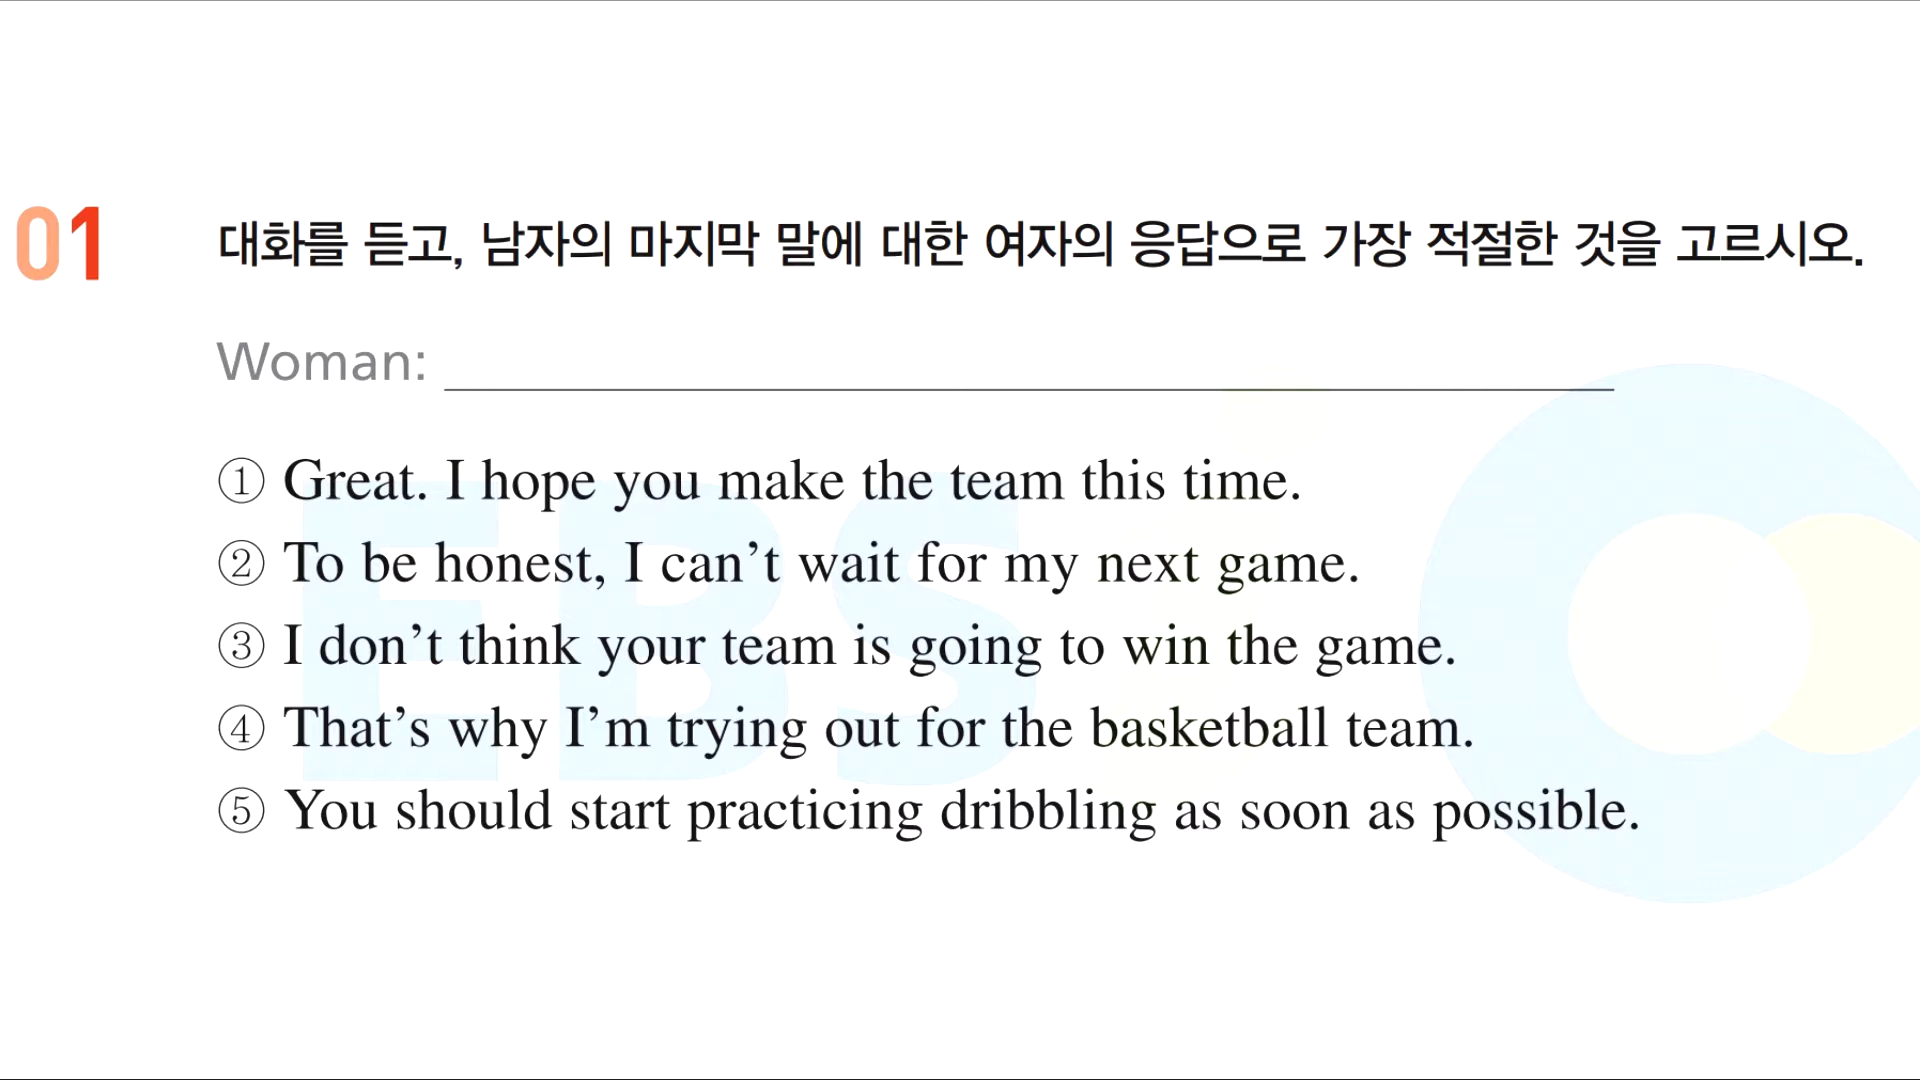 01 대화를 듣고, 남자의 마지막 말에 대한 여자의 응답으로 가장 적절한 것을 고르시오.
Woman: ____________________
① Great. I hope you make the team this time.
② To be honest, I can’t wait for my next game.
③ I don’t think your team is going to win the game.
④ That’s why I’m trying out for the basketball team.
⑤ You should start practicing dribbling as soon as possible.
EBS